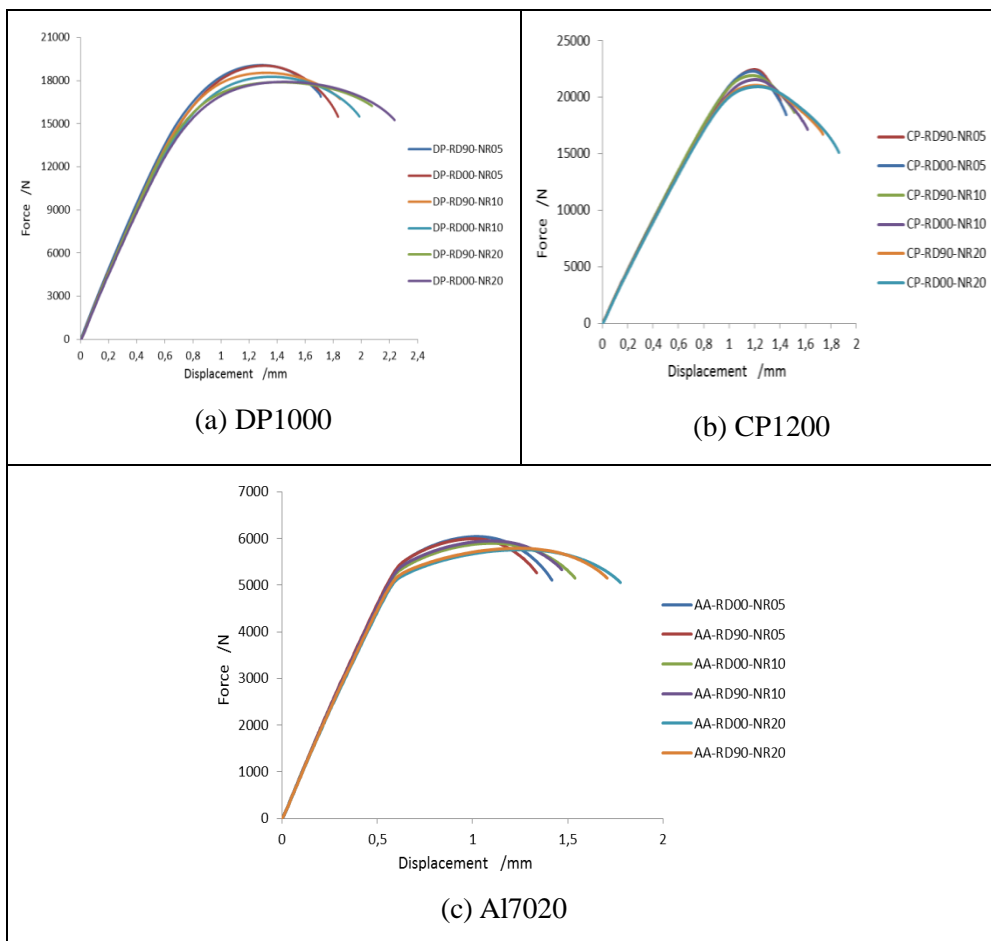 21000
18000
15000
12000
9000
6000
3000
0
Force /N
0 0,2 0,4 0,6 0,8 1 1,2 1,4 1,6 1,8 2 2,2 2,4
Displacement /mm
DP-RD90-NR05
DP-RD00-NR05
DP-RD90-NR10
DP-RD00-NR10
DP-RD90-NR20
DP-RD00-NR20
(a) DP1000
25000
20000
15000
10000
5000
0
Force /N
0 0,2 0,4 0,6 0,8 1 1,2 1,4 1,6 1,8 2
Displacement /mm
CP-RD90-NR05
CP-RD00-NR05
CP-RD90-NR10
CP-RD00-NR10
CP-RD90-NR20
CP-RD00-NR20
(b) CP1200
7000
6000
5000
4000
3000
2000
1000
0
Force /N
0 0,5 1 1,5 2
Displacement /mm
AA-RD00-NR05
AA-RD90-NR05
AA-RD00-NR10
AA-RD90-NR10
AA-RD00-NR20
AA-RD90-NR20
(c) Al7020